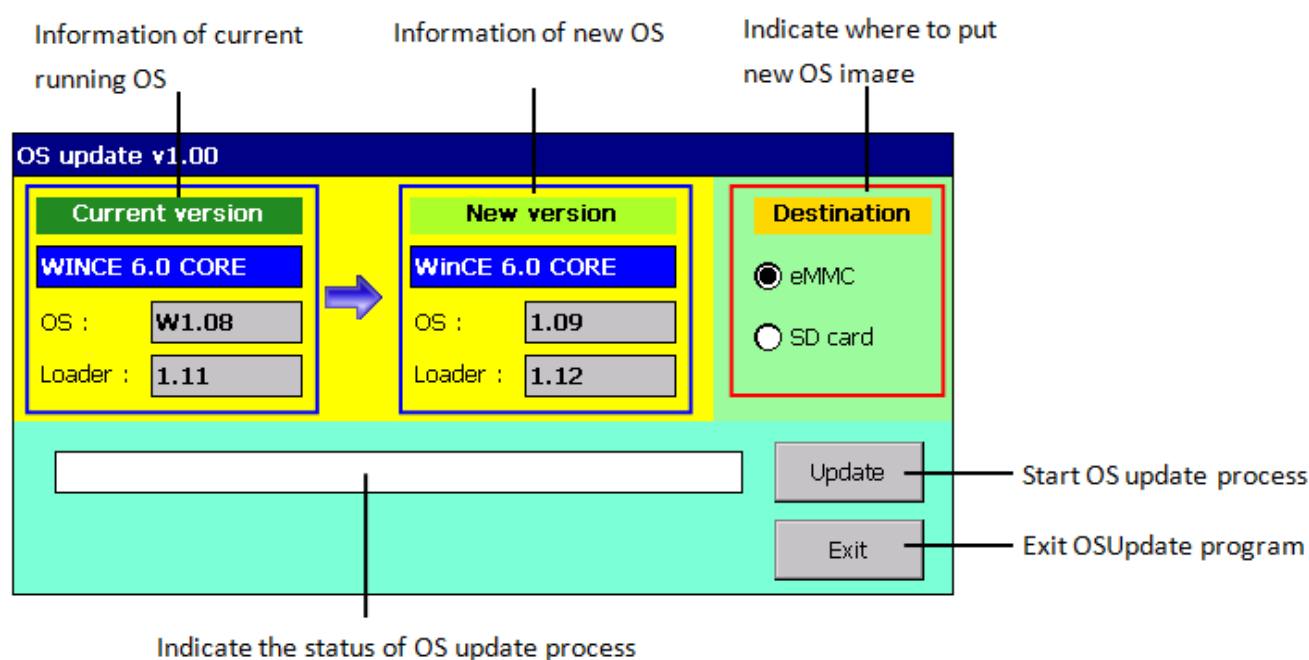 Information of current
running OS
Information of new OS
Indicate where to put
new OS image
OS update v1.00
Current version
WINCE 6.0 CORE
OS :
W1.08
Loader :
1.11
New version
WinCE 6.0 CORE
OS :
1.09
Loader :
1.12
Destination
eMMC
SD card
Update
Start OS update process
Exit
Exit OSUpdate program
Indicate the status of OS update process